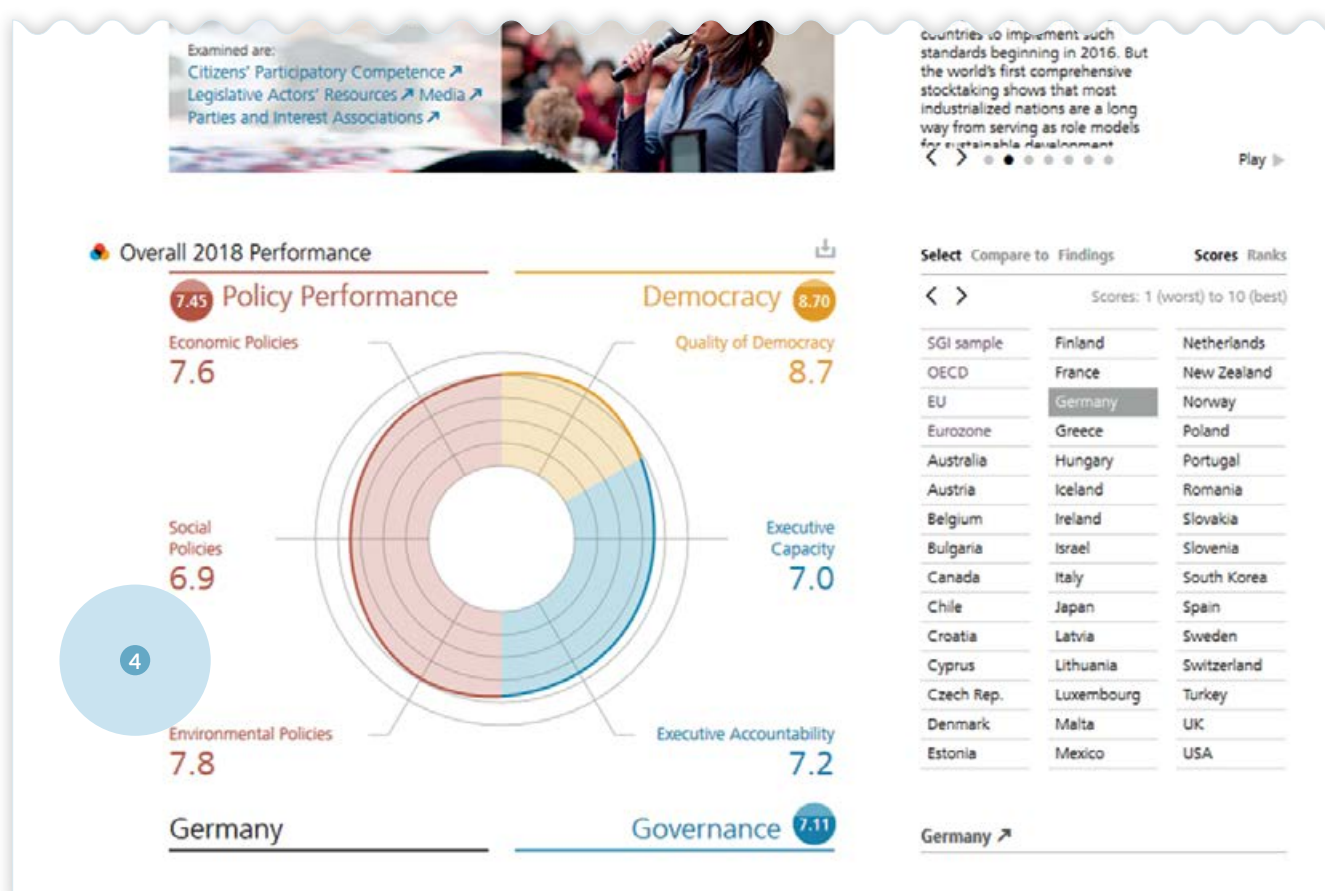 Examined are:
Citizens' Participatory Competence ↗
Legislative Actors' Resources ↗ Media ↗
Parties and Interest Associations ↗
countries to implement such
standards beginning in 2016. But
the world's first comprehensive
stocktaking shows that most
industrialized nations are a long
way from serving as role models
for sustainable development
Play
Overall 2018 Performance
7.45 Policy Performance
Democracy 8.70
Economic Policies
7.6
Quality of Democracy
8.7
Social
Policies
6.9
Executive
Capacity
7.0
4
Environmental Policies
7.8
Executive Accountability
7.2
Germany
Governance 7.11
Select Compare to Findings Scores Ranks
Scores: 1 (worst) to 10 (best)
SGI sample Finland Netherlands
OECD France New Zealand
EU Germany Norway
Eurozone Greece Poland
Australia Hungary Portugal
Austria Iceland Romania
Belgium Ireland Slovakia
Bulgaria Israel Slovenia
Canada Italy South Korea
Chile Japan Spain
Croatia Latvia Sweden
Cyprus Lithuania Switzerland
Czech Rep. Luxembourg Turkey
Denmark Malta UK
Estonia Mexico USA
Germany ↗